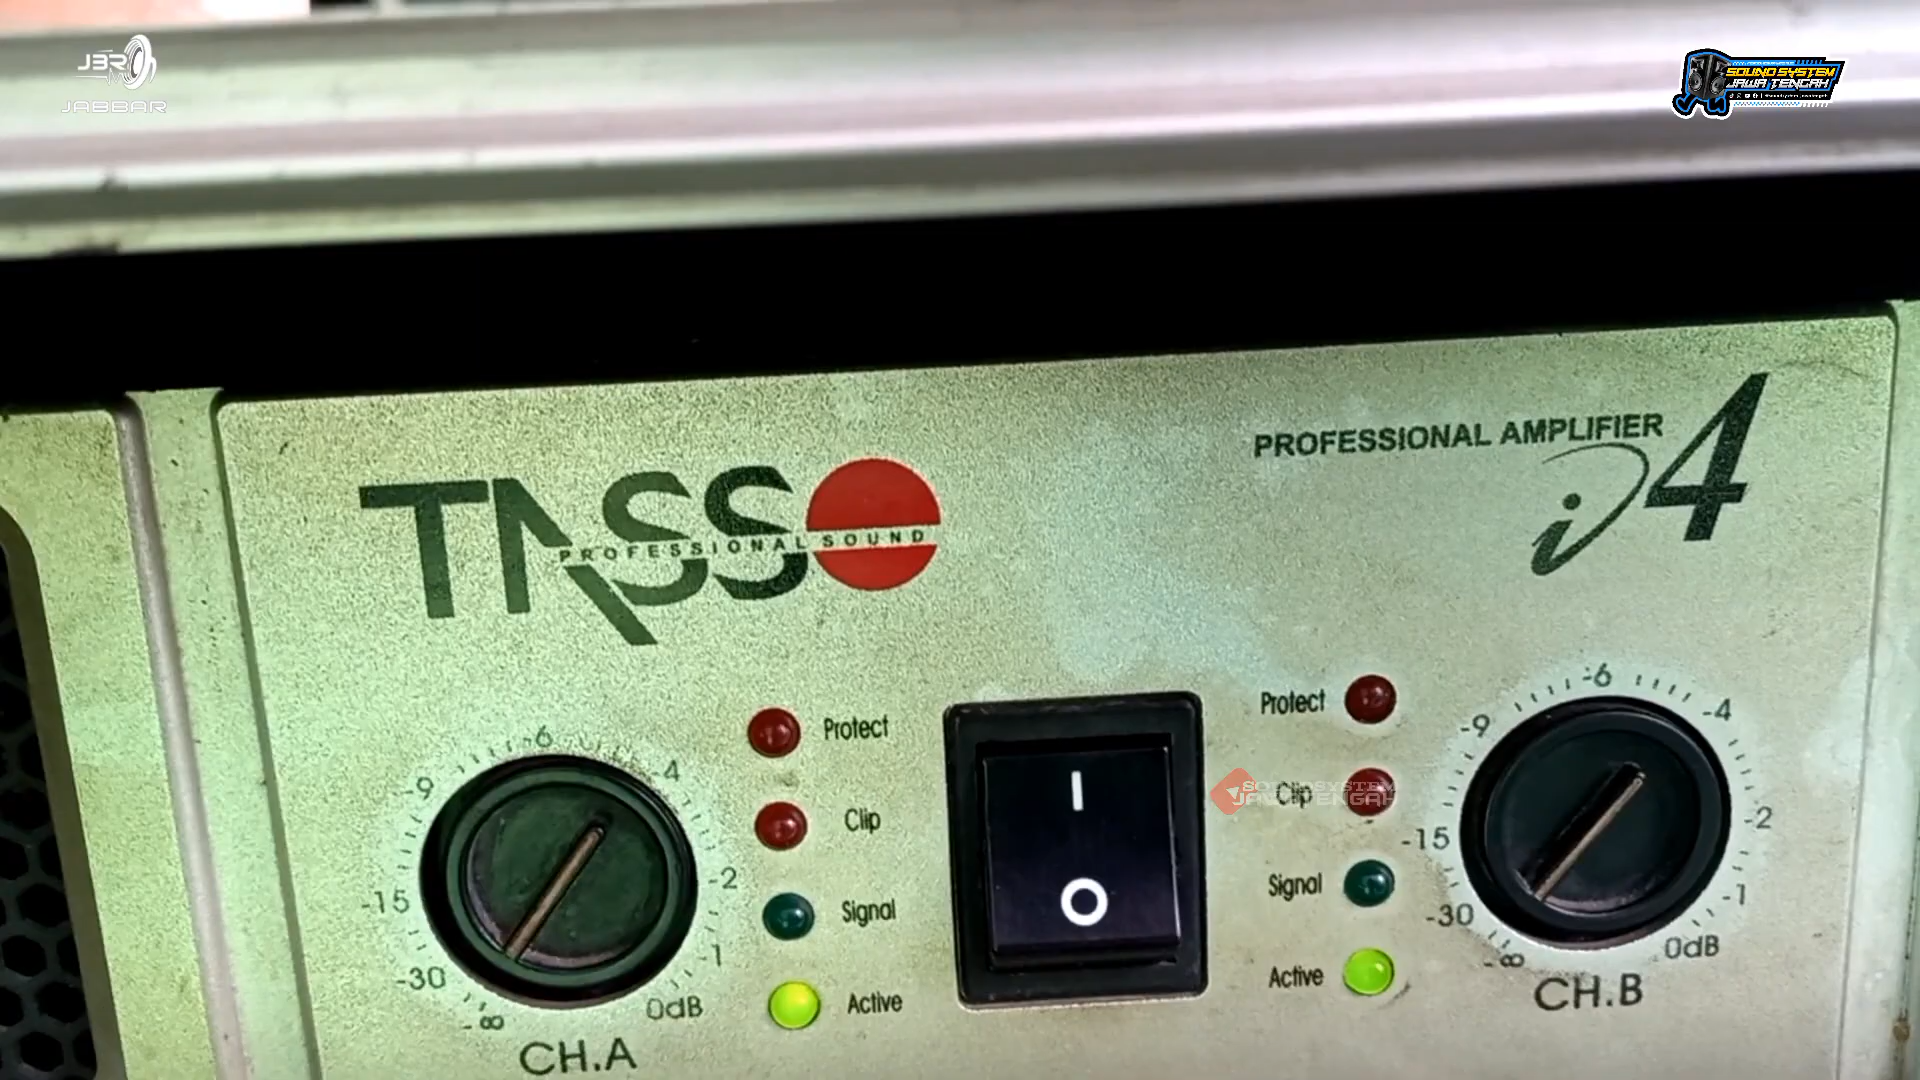 JBR
JABBAR
SOUND SYSTEM
JAWA TENGAH
PROFESSIONAL AMPLIFIER
i4
TASSO
PROFESSIONAL SOUND
Protect
Clip
Signal
Active
-∞
-30
-15
-9
-6
4
-2
1
0dB
CH.A
I
O
Protect
Clip
Signal
Active
SOUNDSYSTEM
JAWATENGAH
-∞
-30
-15
-9
-6
-4
-2
-1
0dB
CH.B